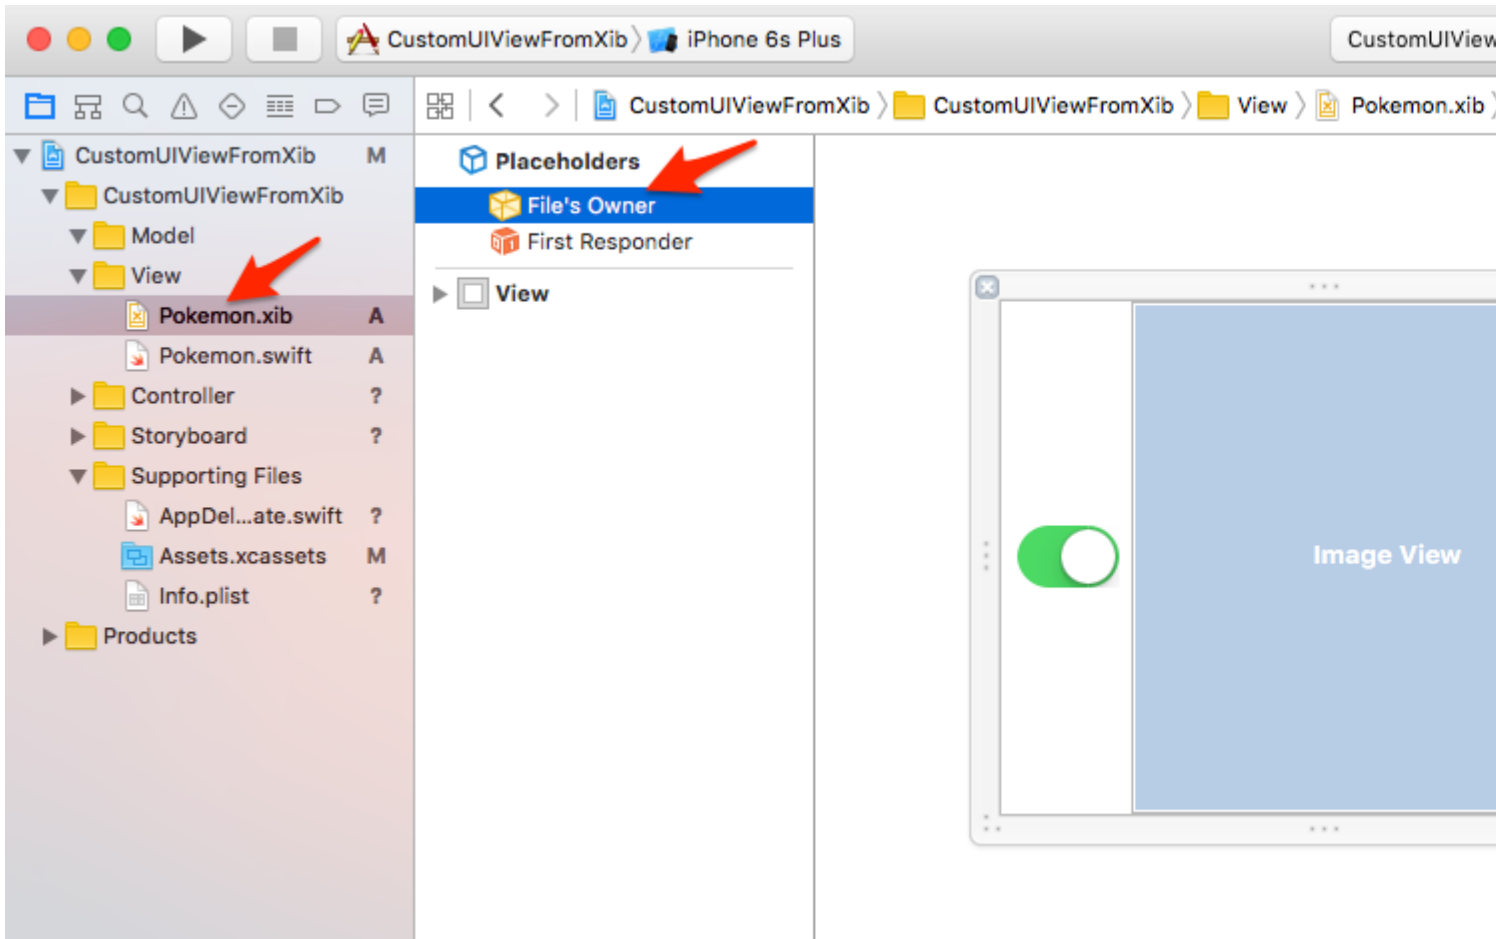 CustomUIViewFromXib iPhone 6s Plus CustomUIView
CustomUIViewFromXib CustomUIViewFromXib View Pokemon.xib
CustomUIViewFromXib M
CustomUIViewFromXib
Model
View
Pokemon.xib A
Pokemon.swift A
Controller ?
Storyboard ?
Supporting Files
AppDel...ate.swift ?
Assets.xcassets M
Info.plist ?
Products
Placeholders
File's Owner
First Responder
View
Image View